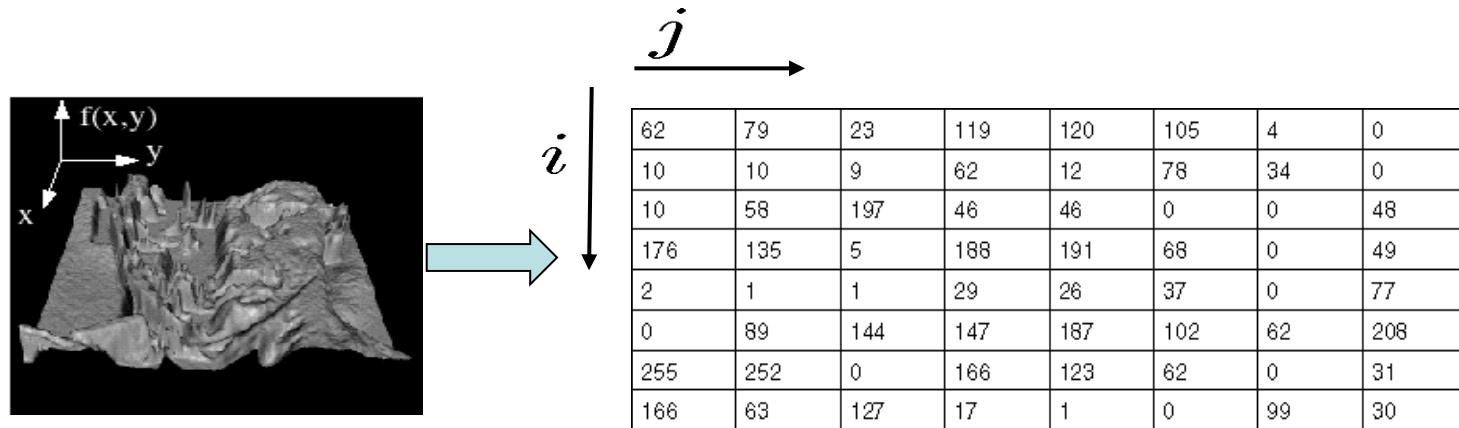 j
i
f(x,y)
y
x
62 79 23 119 120 105 4 0
10 10 9 62 12 78 34 0
10 58 197 46 46 0 0 48
176 135 5 188 191 68 0 49
2 1 1 29 26 37 0 77
0 89 144 147 187 102 62 208
255 252 0 166 123 62 0 31
166 63 127 17 1 0 99 30